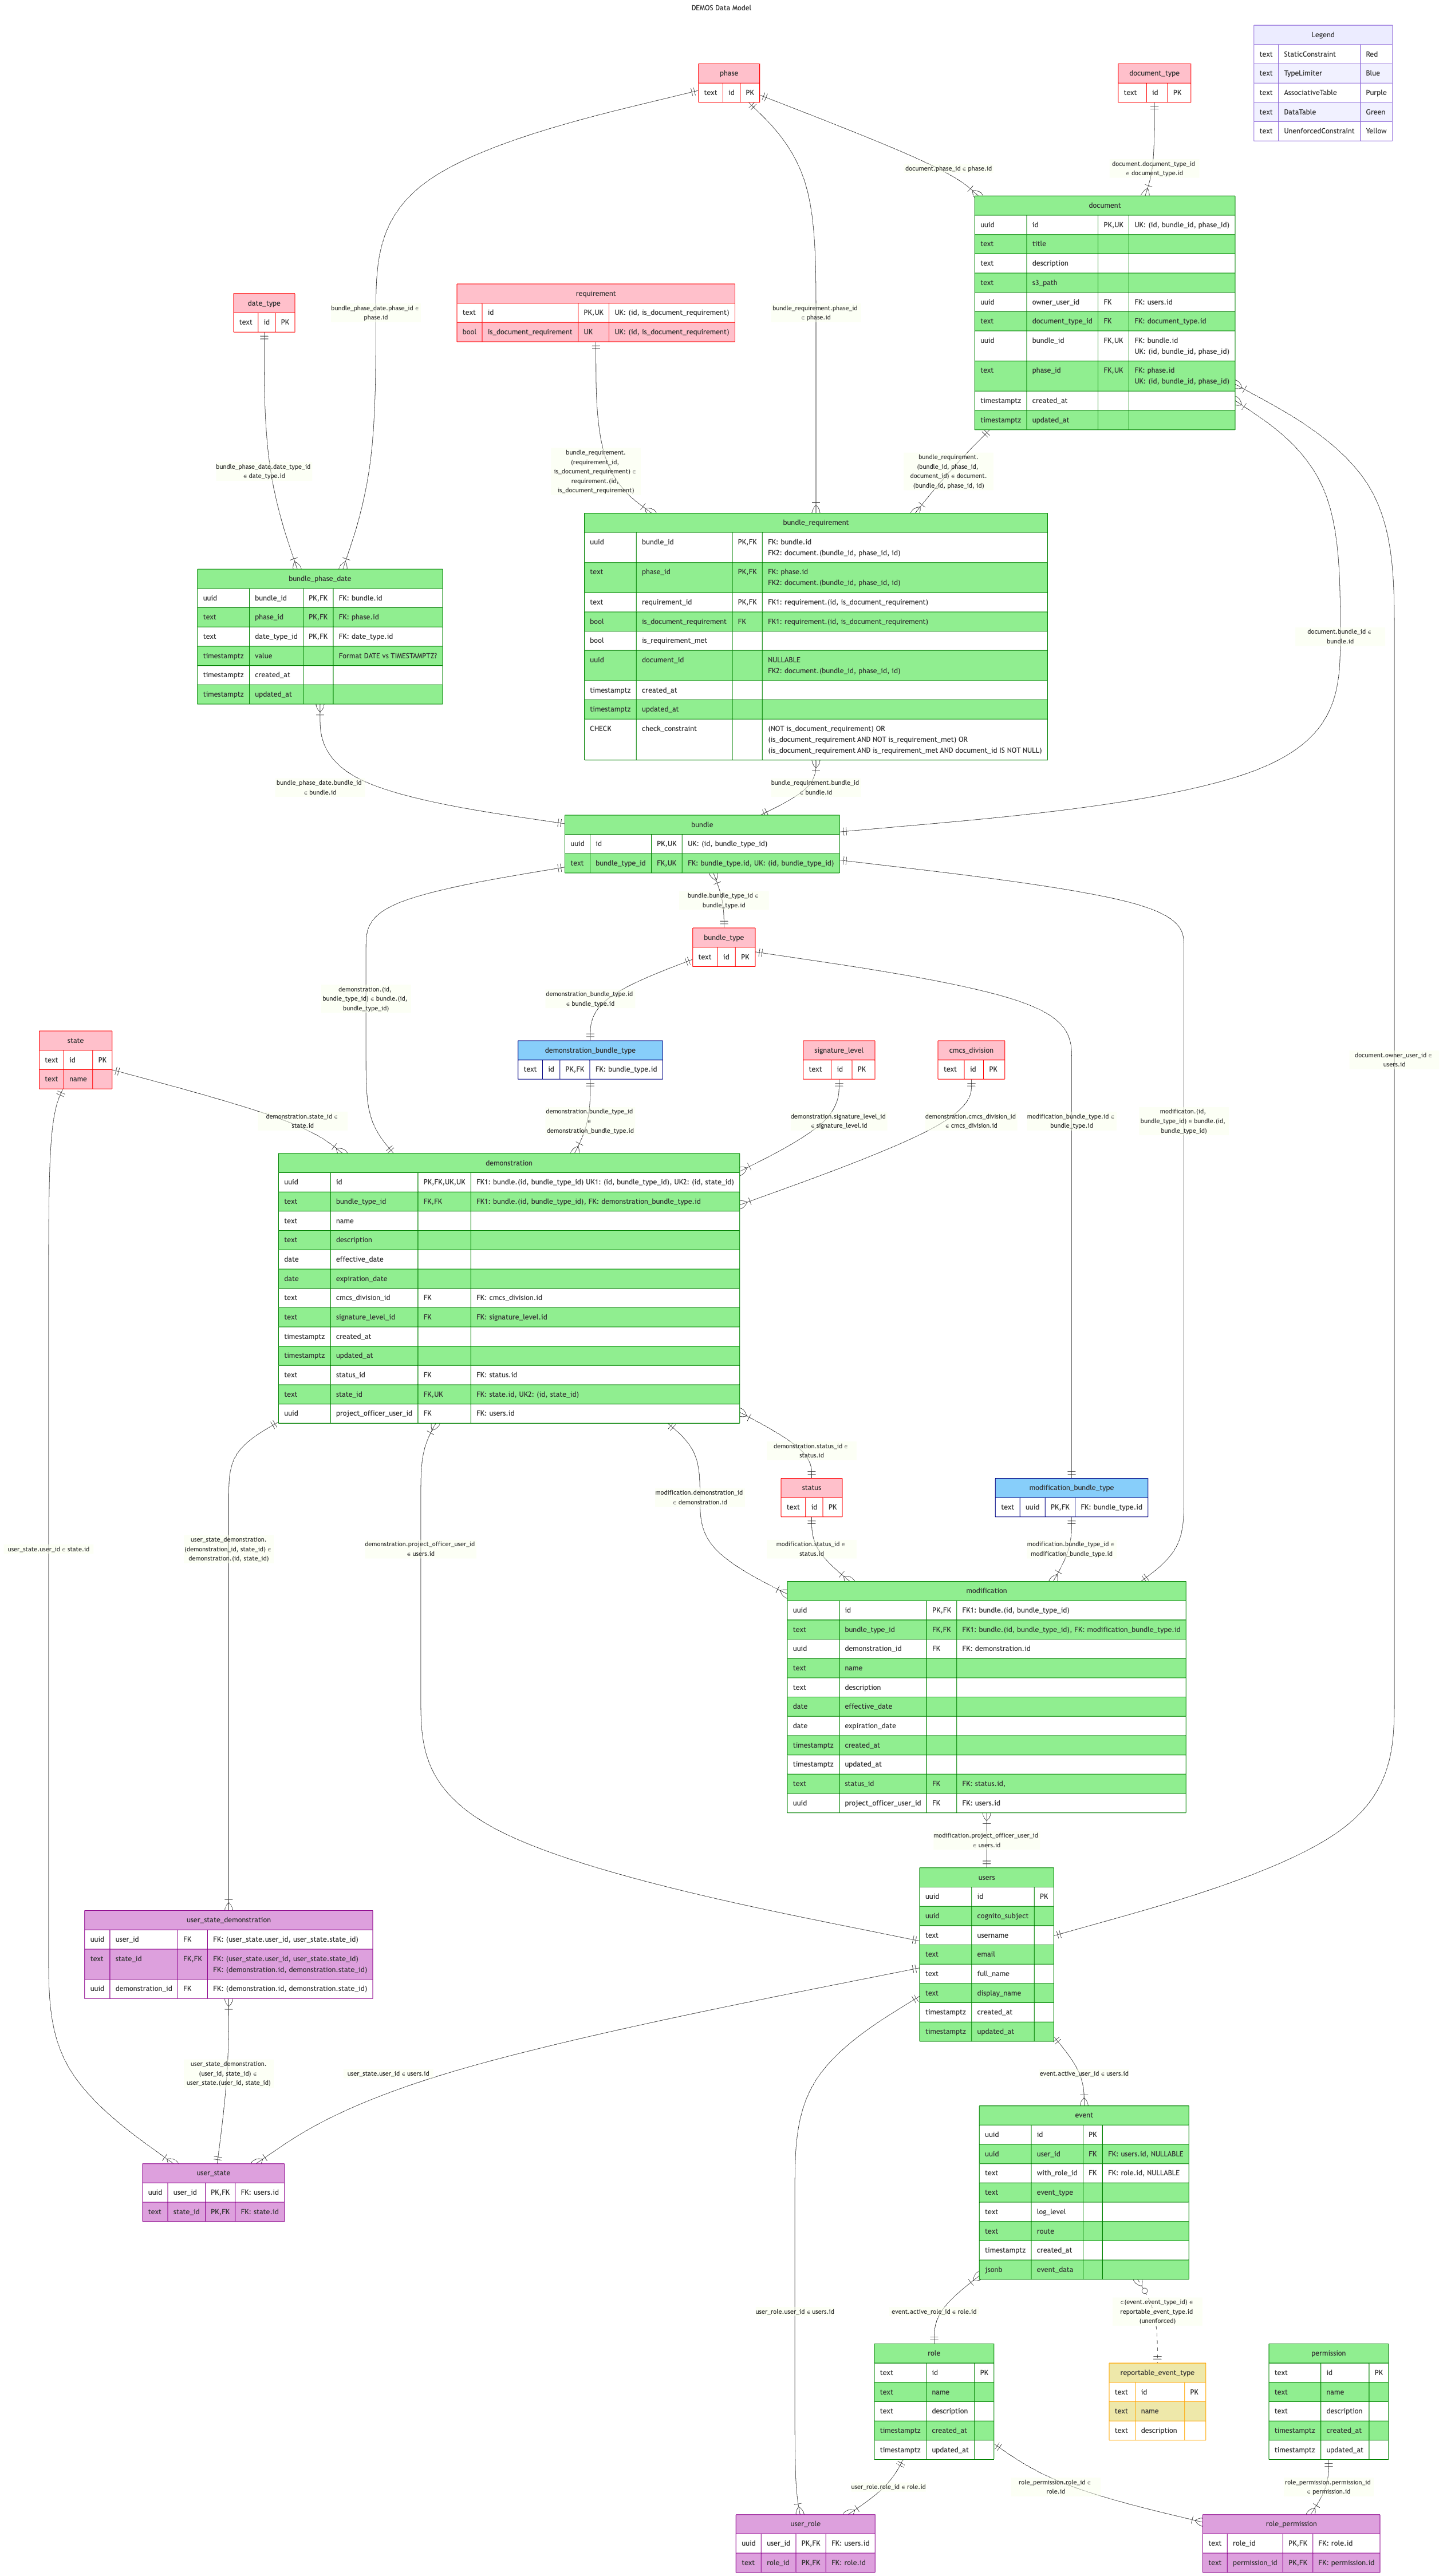 DEMOS Data Model
Legend
text StaticConstraint Red
text TypeLimiter Blue
text AssociativeTable Purple
text DataTable Green
text UnenforcedConstraint Yellow
phase
text id PK
document_type
text id PK
document.phase_id ∈ phase.id
document.document_type_id
∈ document_type.id
document
uuid id PK,UK UK: (id, bundle_id, phase_id)
text title
text description
text s3_path
uuid owner_user_id FK FK: users.id
text document_type_id FK FK: document_type.id
uuid bundle_id FK,UK FK: bundle.id
UK: (id, bundle_id, phase_id)
text phase_id FK,UK FK: phase.id
UK: (id, bundle_id, phase_id)
timestamptz created_at
timestamptz updated_at
date_type
text id PK
requirement
text id PK,UK UK: (id, is_document_requirement)
bool is_document_requirement UK UK: (id, is_document_requirement)
bundle_phase_date.phase_id ∈
phase.id
bundle_requirement.phase_id
∈ phase.id
bundle_phase_date.date_type_id
∈ date_type.id
bundle_requirement.
(requirement_id,
is_document_requirement) ∈
requirement.(id,
is_document_requirement)
bundle_requirement.
(bundle_id, phase_id,
document_id) ∈ document.
(bundle_id, phase_id, id)
bundle_requirement
uuid bundle_id PK,FK FK: bundle.id
FK2: document.(bundle_id, phase_id, id)
text phase_id PK,FK FK: phase.id
FK2: document.(bundle_id, phase_id, id)
text requirement_id PK,FK FK1: requirement.(id, is_document_requirement)
bool is_document_requirement FK FK1: requirement.(id, is_document_requirement)
bool is_requirement_met
uuid document_id NULLABLE
FK2: document.(bundle_id, phase_id, id)
timestamptz created_at
timestamptz updated_at
CHECK check_constraint (NOT is_document_requirement) OR
(is_document_requirement AND NOT is_requirement_met) OR
(is_document_requirement AND is_requirement_met AND document_id IS NOT NULL)
bundle_phase_date
uuid bundle_id PK,FK FK: bundle.id
text phase_id PK,FK FK: phase.id
text date_type_id PK,FK FK: date_type.id
timestamptz value Format DATE vs TIMESTAMPTZ?
timestamptz created_at
timestamptz updated_at
document.bundle_id ∈
bundle.id
bundle_phase_date.bundle_id
∈ bundle.id
bundle_requirement.bundle_id
∈ bundle.id
bundle
uuid id PK,UK UK: (id, bundle_type_id)
text bundle_type_id FK,UK FK: bundle_type.id, UK: (id, bundle_type_id)
bundle.bundle_type_id ∈
bundle_type.id
bundle_type
text id PK
demonstration.(id,
bundle_type_id) ∈ bundle.(id,
bundle_type_id)
demonstration_bundle_type.id
∈ bundle_type.id
state
text id PK
text name
demonstration_bundle_type
text id PK,FK FK: bundle_type.id
signature_level
text id PK
cmcs_division
text id PK
document.owner_user_id ∈
users.id
demonstration.state_id ∈
state.id
demonstration.bundle_type_id
∈
demonstration_bundle_type.id
demonstration.signature_level_id
∈ signature_level.id
demonstration.cmcs_division_id
∈ cmcs_division.id
modification_bundle_type.id ∈
bundle_type.id
modificaton.(id,
bundle_type_id) ∈ bundle.(id,
bundle_type_id)
demonstration
uuid id PK,FK,UK,UK FK1: bundle.(id, bundle_type_id) UK1: (id, bundle_type_id), UK2: (id, state_id)
text bundle_type_id FK,FK FK1: bundle.(id, bundle_type_id), FK: demonstration_bundle_type.id
text name
text description
date effective_date
date expiration_date
text cmcs_division_id FK FK: cmcs_division.id
text signature_level_id FK FK: signature_level.id
timestamptz created_at
timestamptz updated_at
text status_id FK FK: status.id
text state_id FK,UK FK: state.id, UK2: (id, state_id)
uuid project_officer_user_id FK FK: users.id
demonstration.status_id ∈
status.id
modification.demonstration_id
∈ demonstration.id
status
text id PK
modification_bundle_type
text uuid PK,FK FK: bundle_type.id
user_state.user_id ∈ state.id
user_state_demonstration.
(demonstration_id, state_id) ∈
demonstration.(id, state_id)
demonstration.project_officer_user_id
∈ users.id
modification.status_id ∈
status.id
modification.bundle_type_id ∈
modification_bundle_type.id
modification
uuid id PK,FK FK1: bundle.(id, bundle_type_id)
text bundle_type_id FK,FK FK1: bundle.(id, bundle_type_id), FK: modification_bundle_type.id
uuid demonstration_id FK FK: demonstration.id
text name
text description
date effective_date
date expiration_date
timestamptz created_at
timestamptz updated_at
text status_id FK FK: status.id,
uuid project_officer_user_id FK FK: users.id
modification.project_officer_user_id
∈ users.id
users
uuid id PK
uuid cognito_subject
text username
text email
text full_name
text display_name
timestamptz created_at
timestamptz updated_at
user_state_demonstration
uuid user_id FK FK: (user_state.user_id, user_state.state_id)
text state_id FK,FK FK: (user_state.user_id, user_state.state_id)
FK: (demonstration.id, demonstration.state_id)
uuid demonstration_id FK FK: (demonstration.id, demonstration.state_id)
user_state_demonstration.
(user_id, state_id) ∈
user_state.(user_id, state_id)
user_state.user_id ∈ users.id
event.active_user_id ∈ users.id
user_state
uuid user_id PK,FK FK: users.id
text state_id PK,FK FK: state.id
event
uuid id PK
uuid user_id FK FK: users.id, NULLABLE
text with_role_id FK FK: role.id, NULLABLE
text event_type
text log_level
text route
timestamptz created_at
jsonb event_data
user_role.user_id ∈ users.id
event.active_role_id ∈ role.id
⊂(event.event_type_id) ∈
reportable_event_type.id
(unenforced)
role
text id PK
text name
text description
timestamptz created_at
timestamptz updated_at
reportable_event_type
text id PK
text name
text description
permission
text id PK
text name
text description
timestamptz created_at
timestamptz updated_at
user_role.role_id ∈ role.id
role_permission.role_id ∈
role.id
role_permission.permission_id
∈ permission.id
user_role
uuid user_id PK,FK FK: users.id
text role_id PK,FK FK: role.id
role_permission
text role_id PK,FK FK: role.id
text permission_id PK,FK FK: permission.id